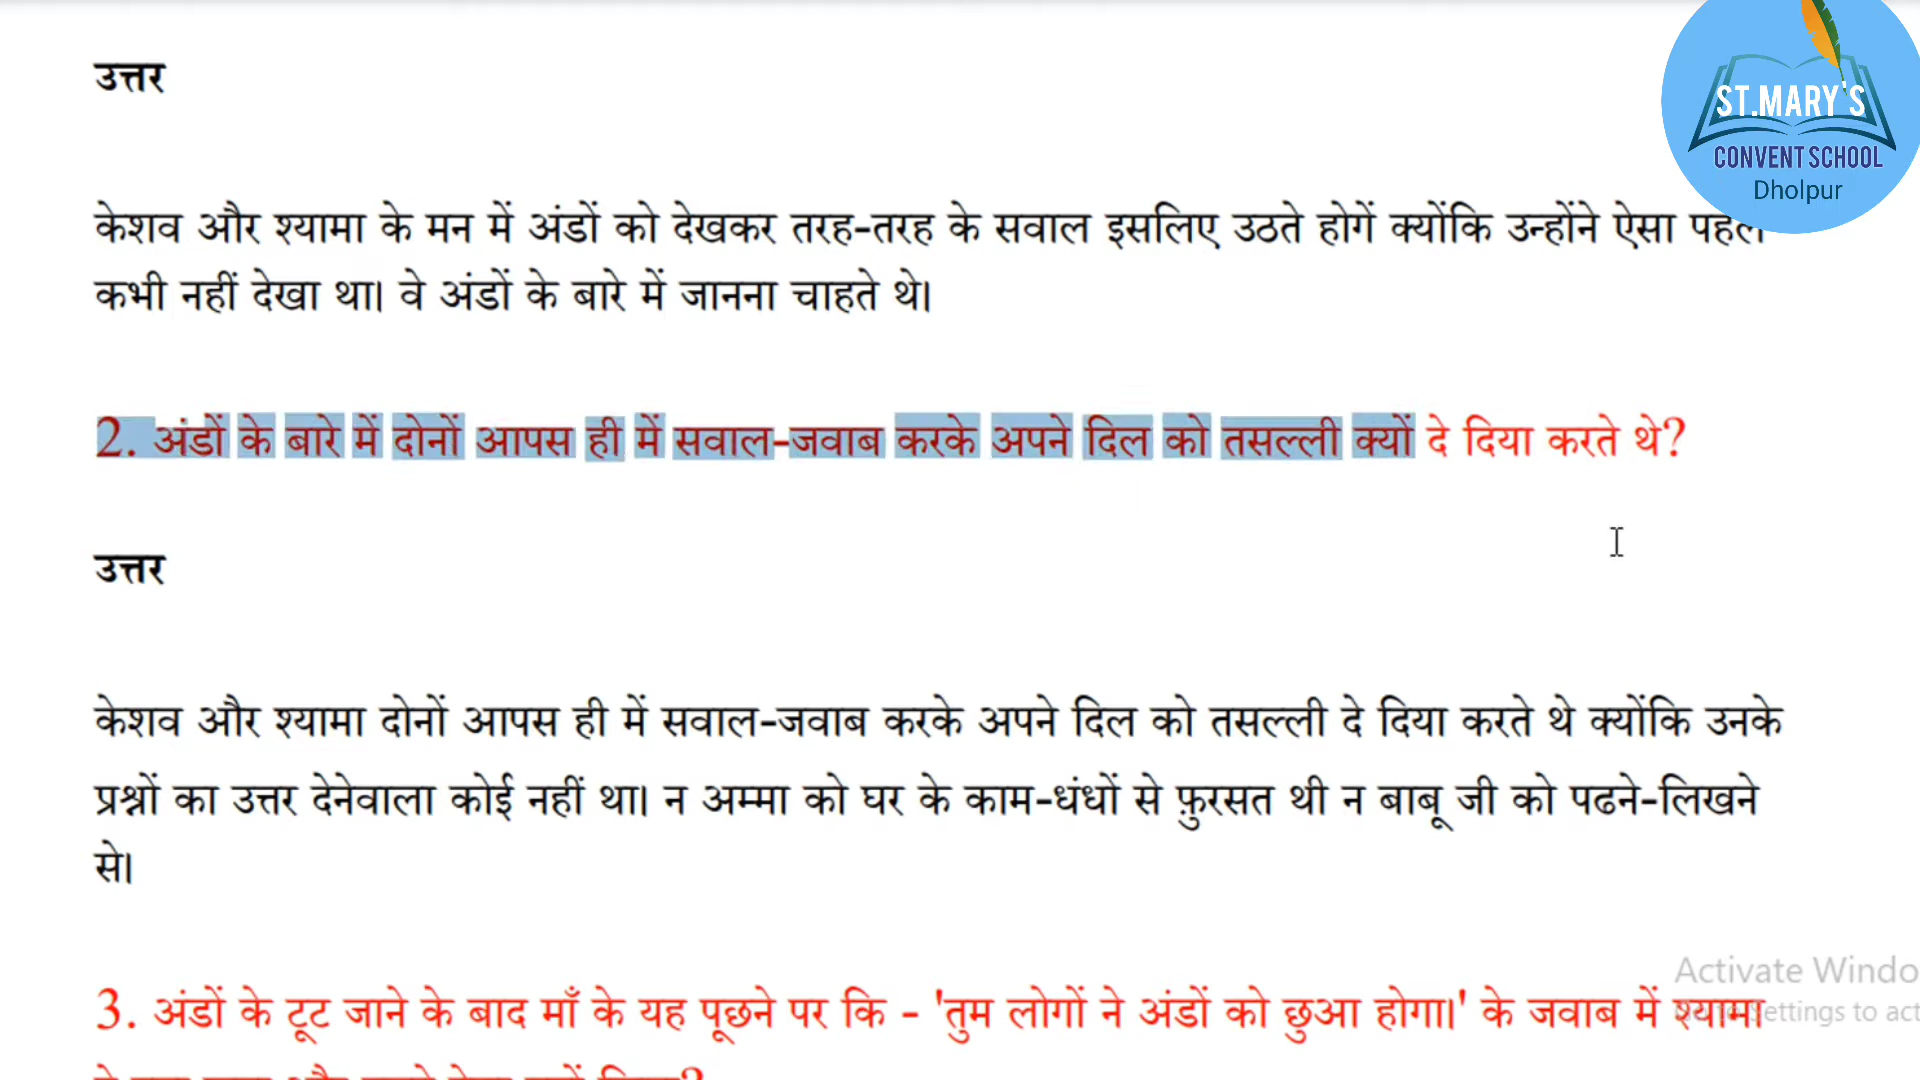 ST.MARY'S
CONVENT SCHOOL
Dholpur
उत्तर
केशव और श्यामा के मन में अंडों को देखकर तरह-तरह के सवाल इसलिए उठते होगें क्योंकि उन्होंने ऐसा पहले
कभी नहीं देखा था। वे अंडों के बारे में जानना चाहते थे।
2. अंडों के बारे में दोनों आपस ही में सवाल-जवाब करके अपने दिल को तसल्ली क्यों दे दिया करते थे?
उत्तर
केशव और श्यामा दोनों आपस ही में सवाल-जवाब करके अपने दिल को तसल्ली दे दिया करते थे क्योंकि उनके
प्रश्नों का उत्तर देनेवाला कोई नहीं था। न अम्मा को घर के काम-धंधों से फ़ुरसत थी न बाबू जी को पढने-लिखने
से।
Activate Windo
3. अंडों के टूट जाने के बाद माँ के यह पूछने पर कि - 'तुम लोगों ने अंडों को छुआ होगा।' के जवाब में श्यामा
Settings to act